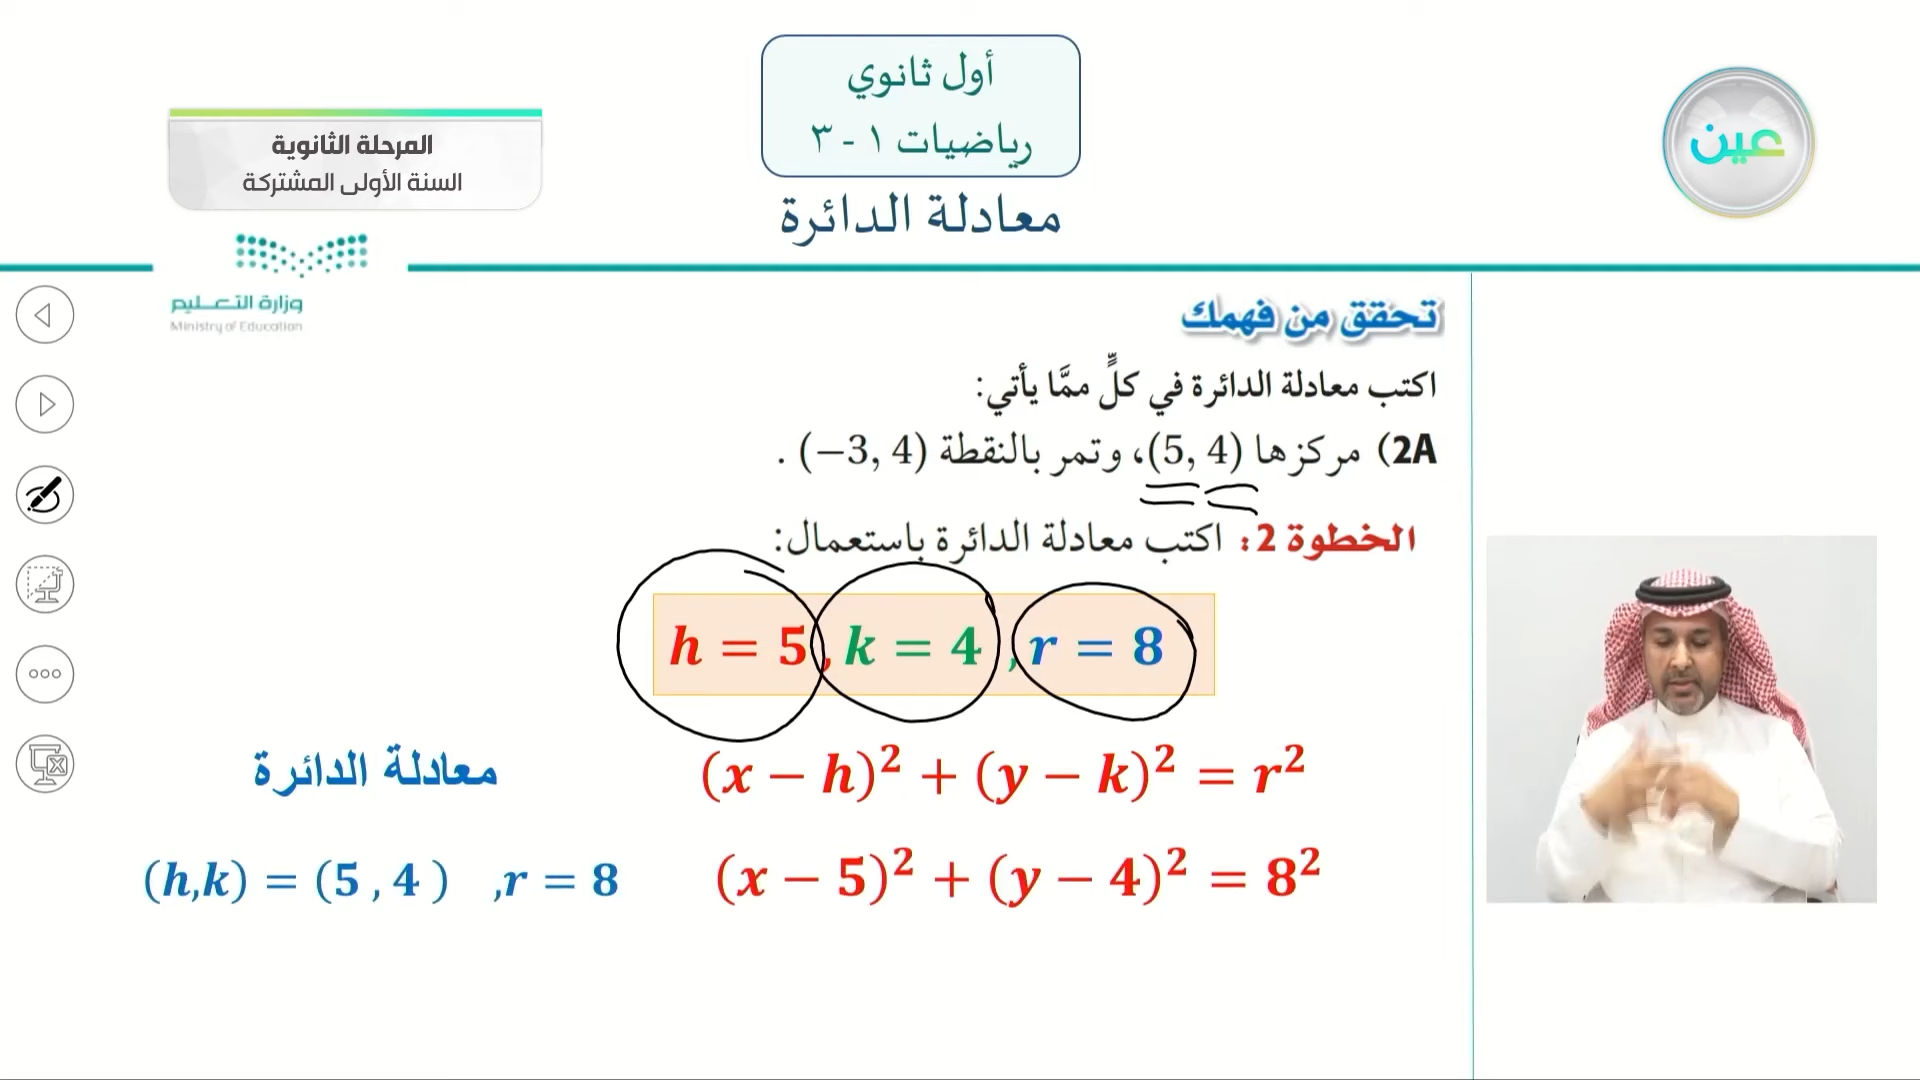 أول ثانوي
رياضيات ١ - ٣
معادلة الدائرة
عين
المرحلة الثانوية
السنة الأولى المشتركة
وزارة التعليم
Ministry of Education
تحقق من فهمك
اكتب معادلة الدائرة في كلٍّ ممَّا يأتي:
2A) مركزها (5, 4)، وتمر بالنقطة (−3, 4) .
الخطوة 2: اكتب معادلة الدائرة باستعمال:
h = 5, k = 4 , r = 8
معادلة الدائرة (x − h)² + (y − k)² = r²
(h,k) = (5 , 4 ) ,r = 8 (x − 5)² + (y − 4)² = 8²